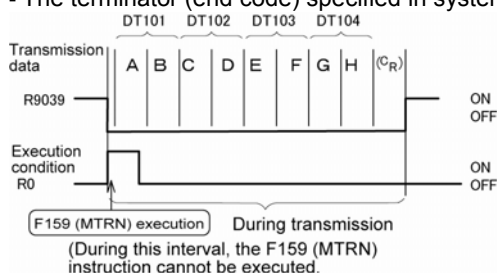 - The terminator (end code) specified in system
DT101 DT102 DT103 DT104
Transmission
data
A B C D E F G H (CR)
R9039
ON
OFF
Execution
condition
R0
ON
OFF
F159 (MTRN) execution
During transmission
(During this interval, the F159 (MTRN)
instruction cannot be executed.